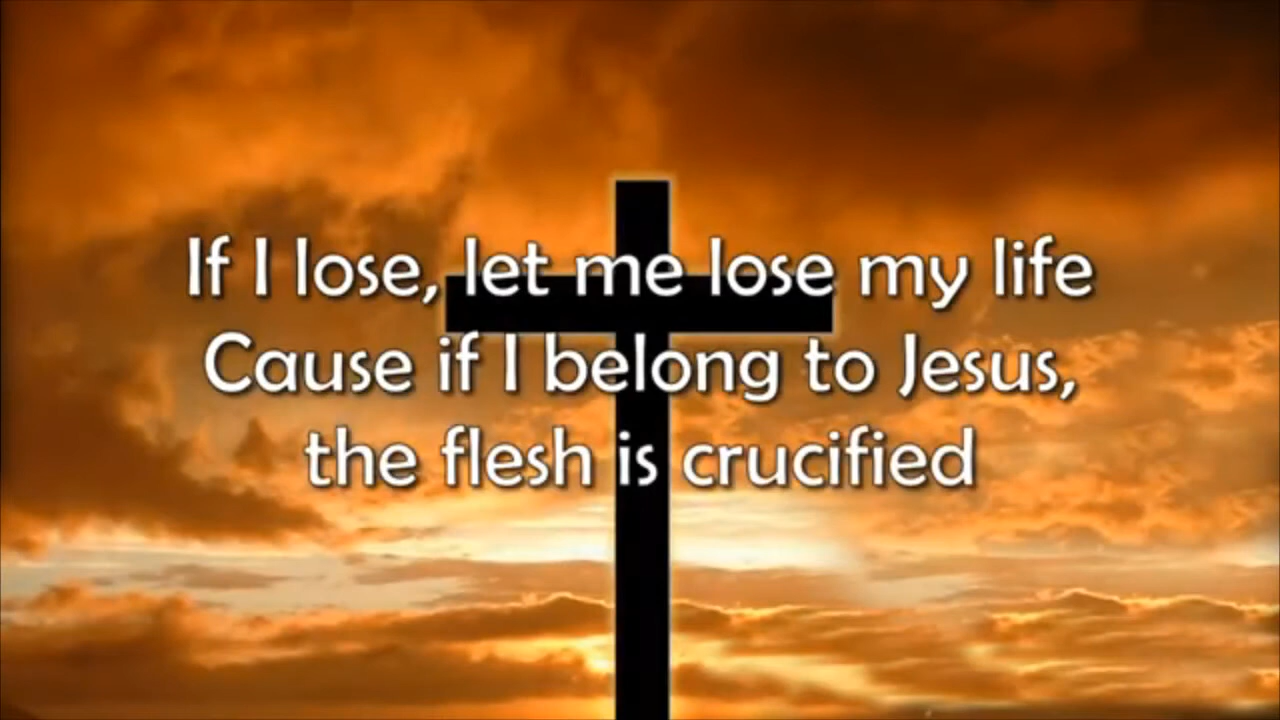 If I lose, let me lose my life
Cause if I belong to Jesus,
the flesh is crucified